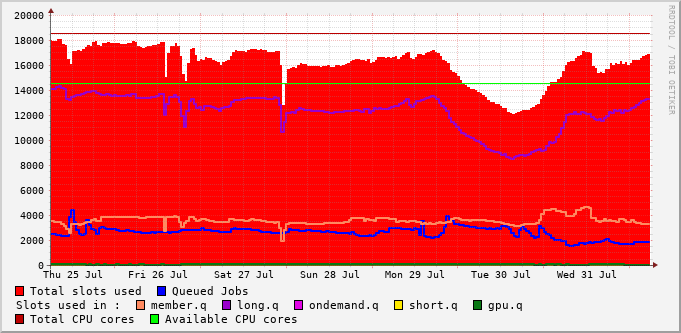 20000
18000
16000
14000
12000
10000
8000
6000
4000
2000
0
Thu 25 Jul Fri 26 Jul Sat 27 Jul Sun 28 Jul Mon 29 Jul Tue 30 Jul Wed 31 Jul
RRDTOOL / TOBI OETIKER
Total slots used Queued Jobs
Slots used in : member.q long.q ondemand.q short.q gpu.q
Total CPU cores Available CPU cores